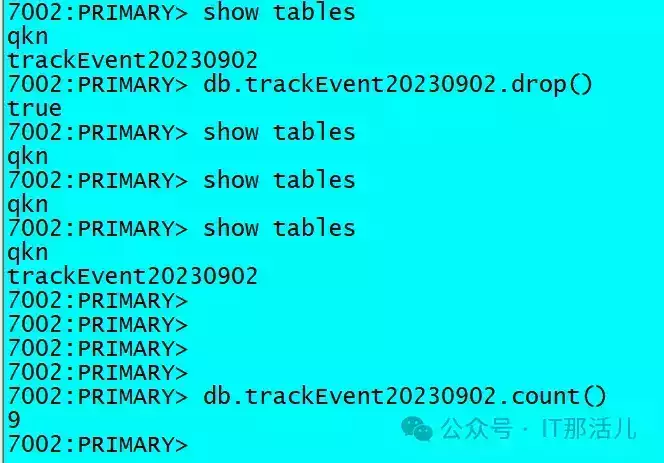 7002:PRIMARY> show tables
qkn
trackEvent20230902
7002:PRIMARY> db.trackEvent20230902.drop()
true
7002:PRIMARY> show tables
qkn
7002:PRIMARY> show tables
qkn
7002:PRIMARY> show tables
qkn
trackEvent20230902
7002:PRIMARY>
7002:PRIMARY>
7002:PRIMARY>
7002:PRIMARY>
7002:PRIMARY> db.trackEvent20230902.count()
9
公众号 · IT那活儿
7002:PRIMARY>